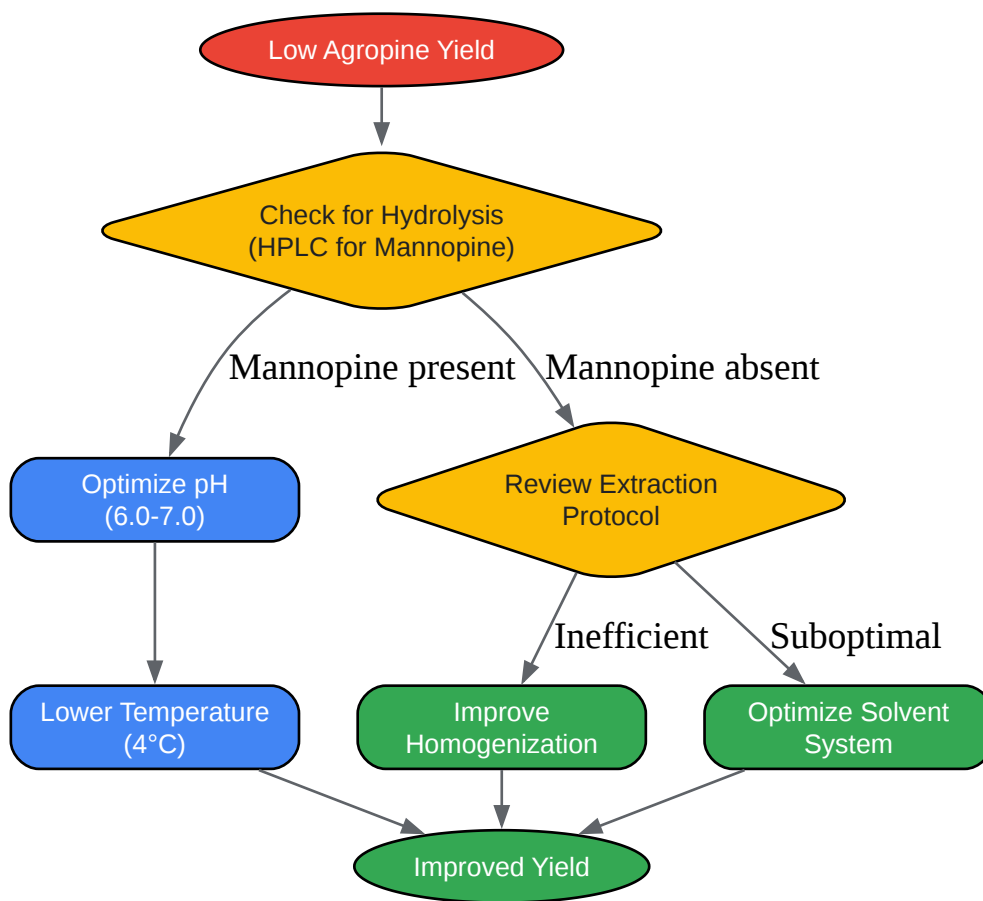 Low Agropine Yield
Check for Hydrolysis
(HPLC for Mannopine)
Mannopine present
Mannopine absent
Optimize pH
(6.0-7.0)
Review Extraction
Protocol
Inefficient
Suboptimal
Lower Temperature
(4°C)
Improve
Homogenization
Optimize Solvent
System
Improved Yield